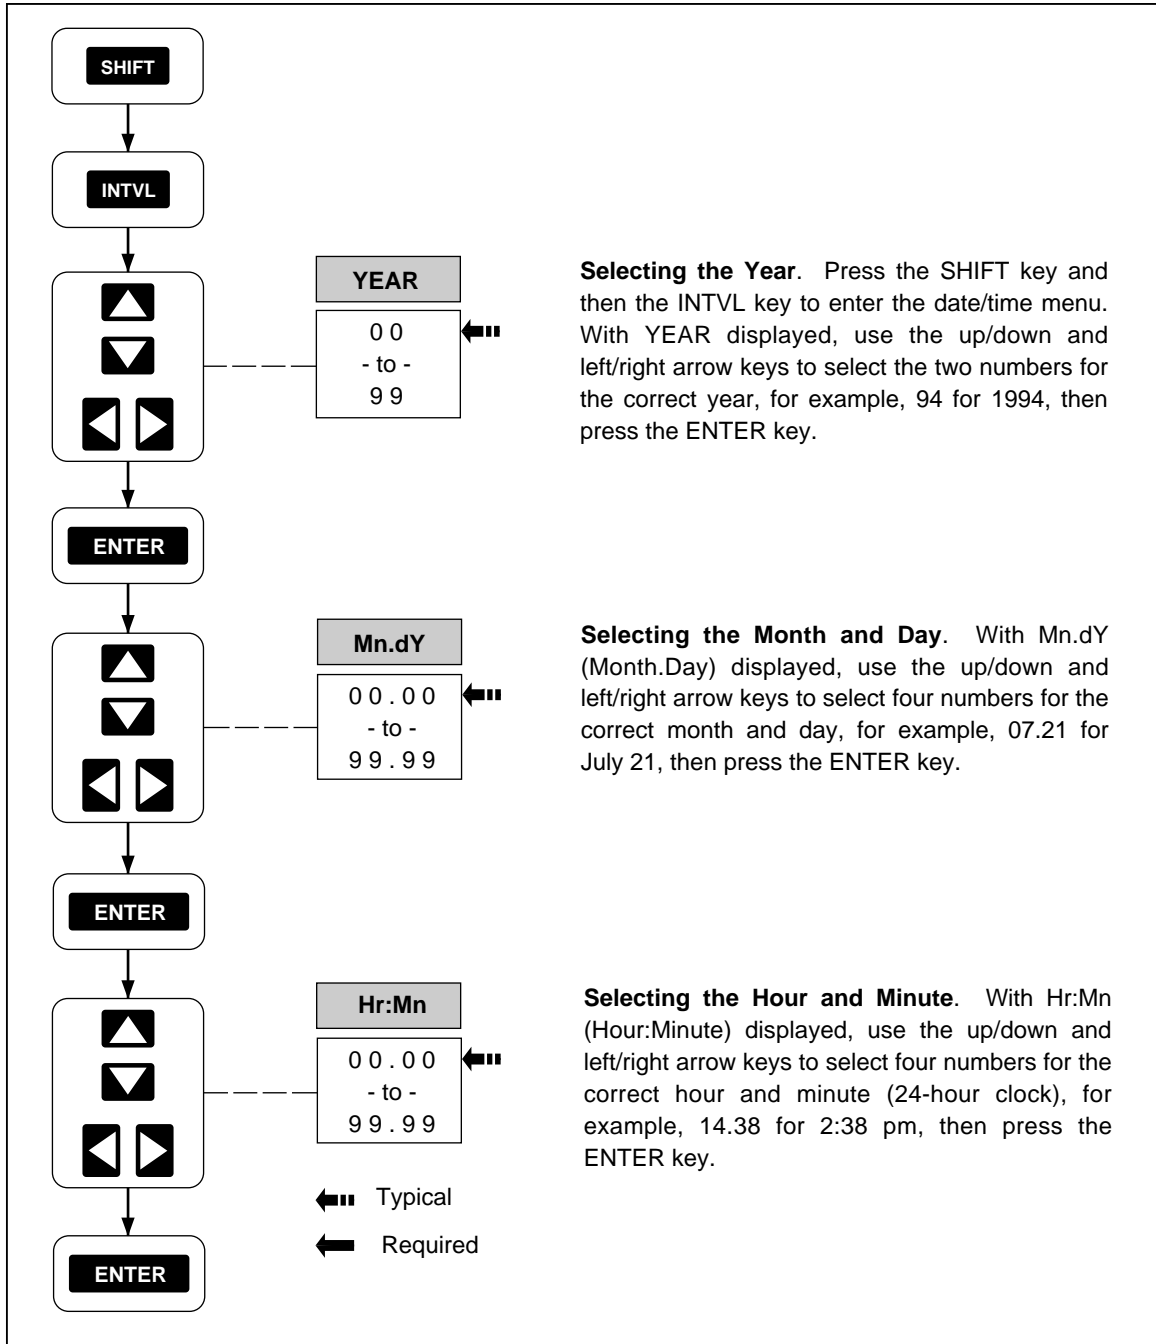 SHIFT
INTVL
YEAR
0 0
- to -
9 9
Selecting the Year. Press the SHIFT key and
then the INTVL key to enter the date/time menu.
With YEAR displayed, use the up/down and
left/right arrow keys to select the two numbers for
the correct year, for example, 94 for 1994, then
press the ENTER key.
ENTER
Mn.dY
0 0 . 0 0
- to -
9 9 . 9 9
Selecting the Month and Day. With Mn.dY
(Month.Day) displayed, use the up/down and
left/right arrow keys to select four numbers for the
correct month and day, for example, 07.21 for
July 21, then press the ENTER key.
ENTER
Hr:Mn
0 0 . 0 0
- to -
9 9 . 9 9
Selecting the Hour and Minute. With Hr:Mn
(Hour:Minute) displayed, use the up/down and
left/right arrow keys to select four numbers for the
correct hour and minute (24-hour clock), for
example, 14.38 for 2:38 pm, then press the
ENTER key.
Typical
Required
ENTER